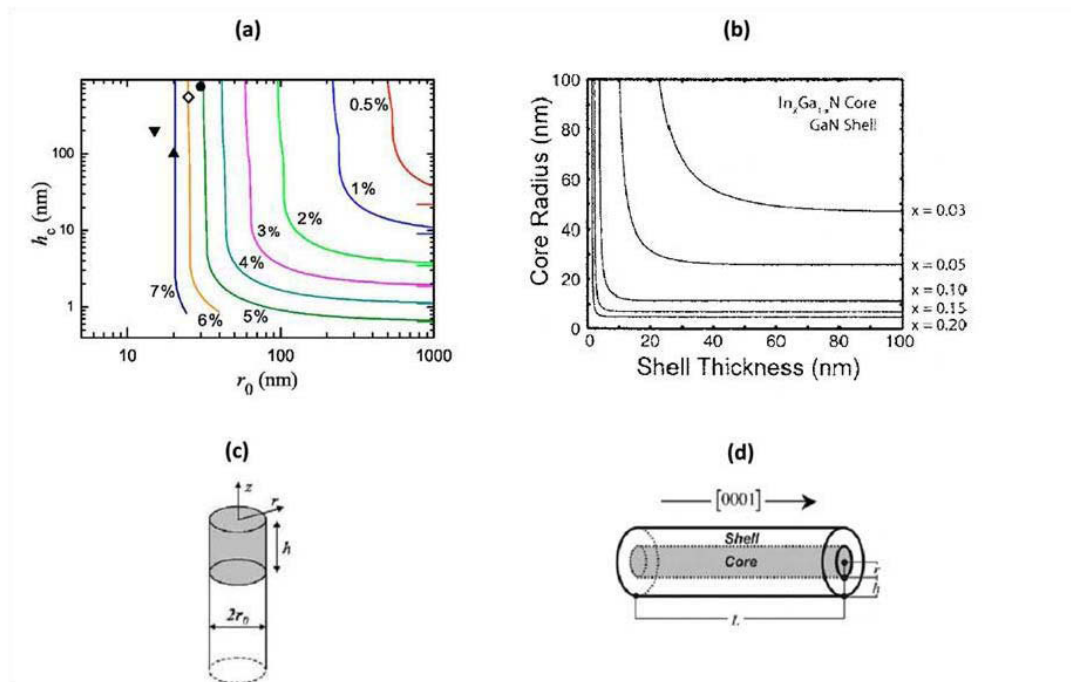 (a)
h_c (nm)
100
10
1
10
100
1000
r_0 (nm)
7%
6%
5%
4%
3%
2%
1%
0.5%
(b)
Core Radius (nm)
100
80
60
40
20
0
0 20 40 60 80 100
Shell Thickness (nm)
In_xGa_{1-x}N Core
GaN Shell
x = 0.03
x = 0.05
x = 0.10
x = 0.15
x = 0.20
(c)
z
r
h
2r_0
(d)
[0001]
Shell
Core
r
h
L